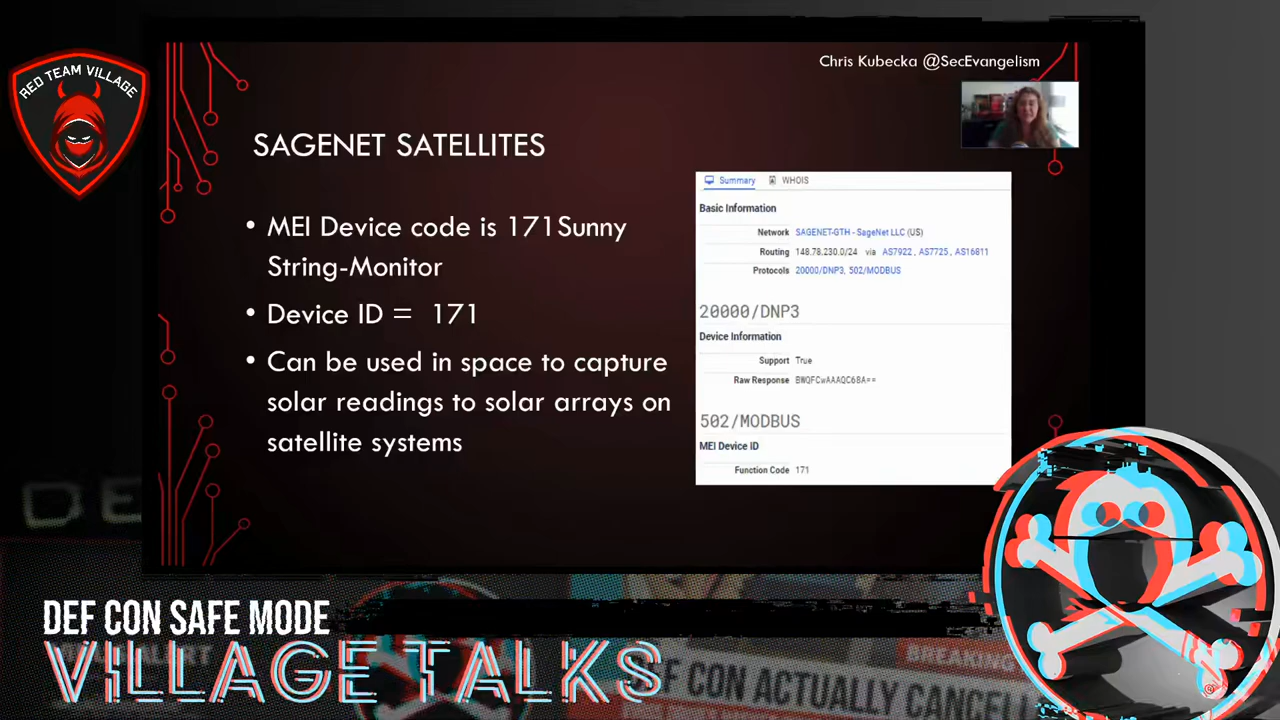 RED TEAM VILLAGE
Chris Kubecka @SecEvangelism
SAGENET SATELLITES
• MEI Device code is 171Sunny
String-Monitor
• Device ID = 171
• Can be used in space to capture
solar readings to solar arrays on
satellite systems
Summary WHOIS
Basic Information
Network SAGENET-GTH - SageNet LLC (US)
Routing 148.78.230.0/24 via AS7922, AS7725, AS16811
Protocols 20000/DNP3, 502/MODBUS
20000/DNP3
Device Information
Support True
502/MODBUS
MEI Device ID
Function Code 171
DEF CON SAFE MODE
VILLAGE TALKS
BREAKING
DEF CON ACTUALLY CANCEL